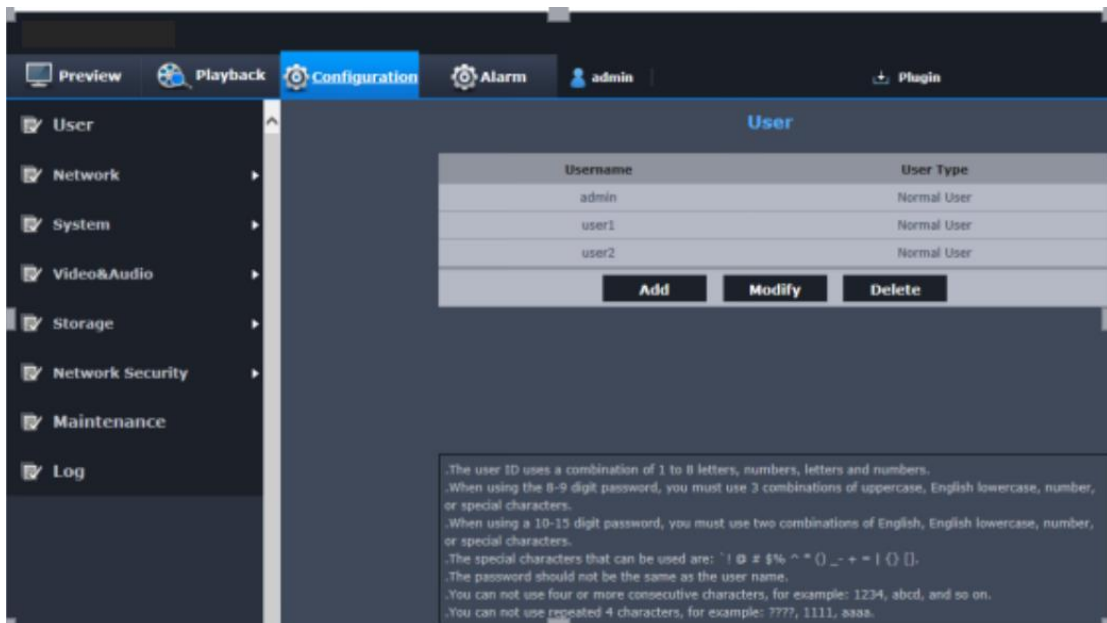 Preview Playback Configuration Alarm admin Plugin
User
Network
System
Video&Audio
Storage
Network Security
Maintenance
Log
User
Username User Type
admin Normal User
user1 Normal User
user2 Normal User
Add Modify Delete
.The user ID uses a combination of 1 to 8 letters, numbers, letters and numbers.
.When using the 8-9 digit password, you must use 3 combinations of uppercase, English lowercase, number,
or special characters.
.When using a 10-15 digit password, you must use two combinations of English, English lowercase, number,
or special characters.
.The special characters that can be used are: `! @ # $% ^ * () _- + = | {} [].
.The password should not be the same as the user name.
.You can not use four or more consecutive characters, for example: 1234, abcd, and so on.
.You can not use repeated 4 characters, for example: ????, 1111, aaaa.